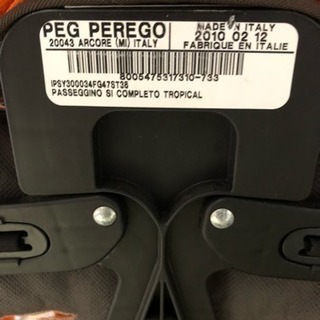 PEG PEREGO
20043 ARCORE (MI) ITALY
MADE IN ITALY
2010 02 12
FABRIQUE EN ITALIE
8005475317310-733
IPSY300034FG47ST36
PASSEGGINO SI COMPLETO TROPICAL